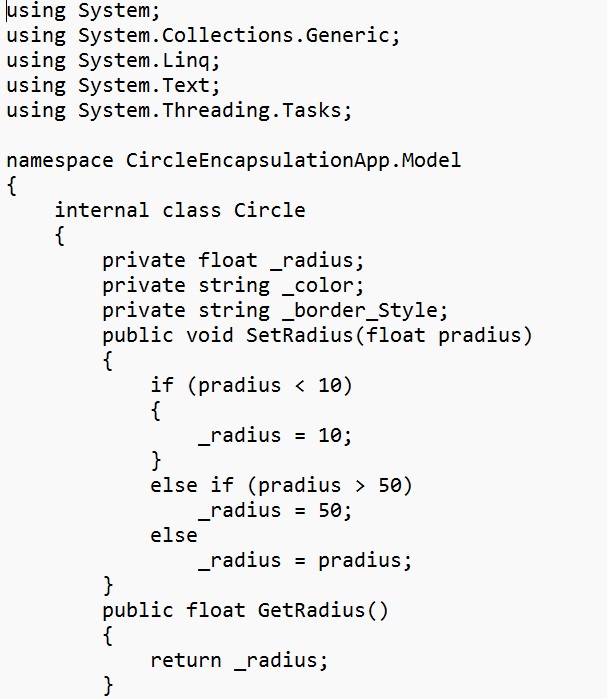 using System;
using System.Collections.Generic;
using System.Linq;
using System.Text;
using System.Threading.Tasks;

namespace CircleEncapsulationApp.Model
{
    internal class Circle
    {
        private float _radius;
        private string _color;
        private string _border_Style;
        public void SetRadius(float pradius)
        {
            if (pradius < 10)
            {
                _radius = 10;
            }
            else if (pradius > 50)
                _radius = 50;
            else
                _radius = pradius;
        }
        public float GetRadius()
        {
            return _radius;
        }